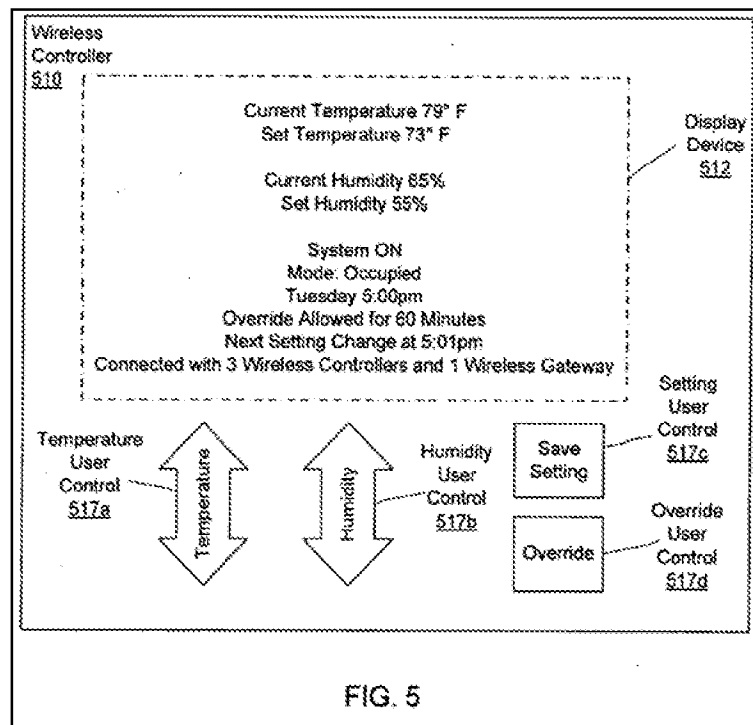 Wireless
Controller
510
Current Temperature 79° F
Set Temperature 73° F
Display
Device
512
Current Humidity 65%
Set Humidity 55%
System ON
Mode: Occupied
Tuesday 5:00pm
Override Allowed for 60 Minutes
Next Setting Change at 5:01pm
Connected with 3 Wireless Controllers and 1 Wireless Gateway
Temperature
User
Control
517a
Temperature
Humidity
Humidity
User
Control
517b
Save
Setting
Setting
User
Control
517c
Override
Override
User
Control
517d
FIG. 5